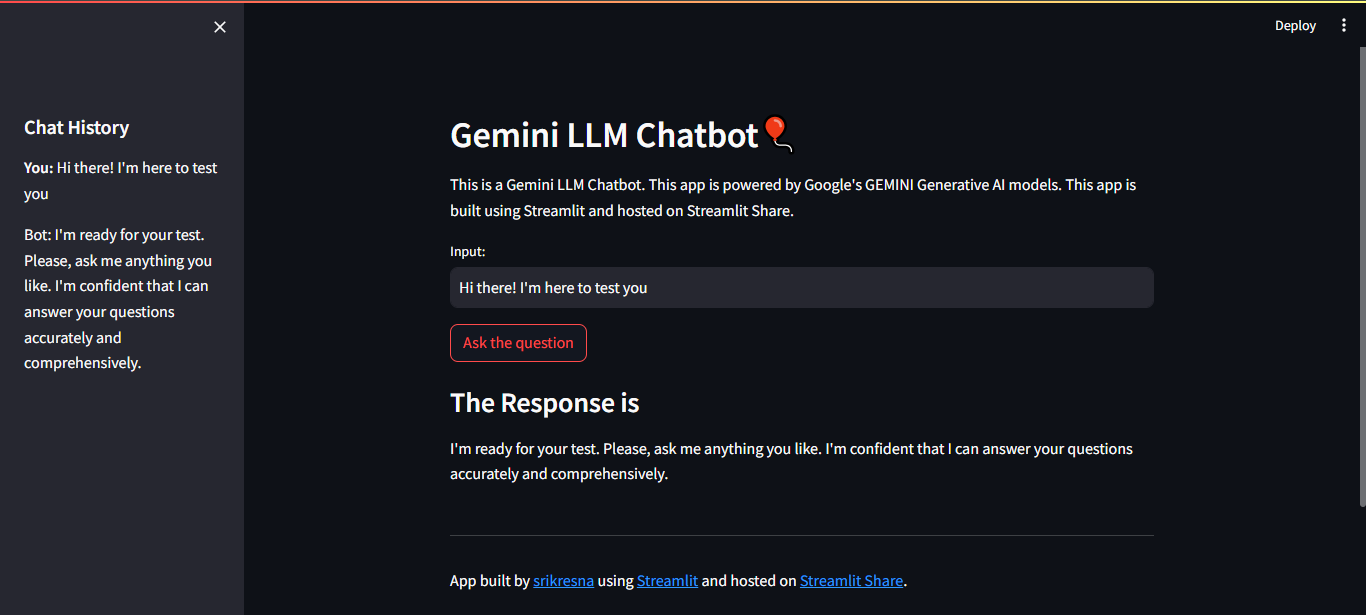 Deploy
Chat History
You: Hi there! I'm here to test
you
Bot: I'm ready for your test.
Please, ask me anything you
like. I'm confident that I can
answer your questions
accurately and
comprehensively.
Gemini LLM Chatbot🎈
This is a Gemini LLM Chatbot. This app is powered by Google's GEMINI Generative AI models. This app is
built using Streamlit and hosted on Streamlit Share.
Input:
Hi there! I'm here to test you
Ask the question
The Response is
I'm ready for your test. Please, ask me anything you like. I'm confident that I can answer your questions
accurately and comprehensively.
App built by srikresna using Streamlit and hosted on Streamlit Share.